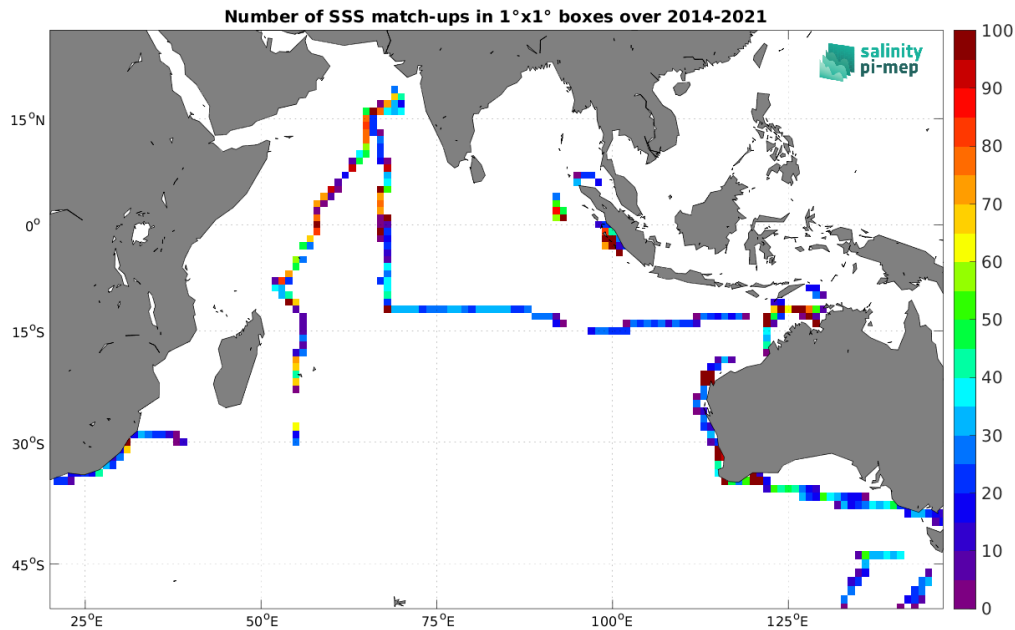 Number of SSS match-ups in 1°x1° boxes over 2014-2021
salinity
pi-mep
100
90
80
70
60
50
40
30
20
10
0
15°N
0°
15°S
30°S
45°S
25°E
50°E
75°E
100°E
125°E